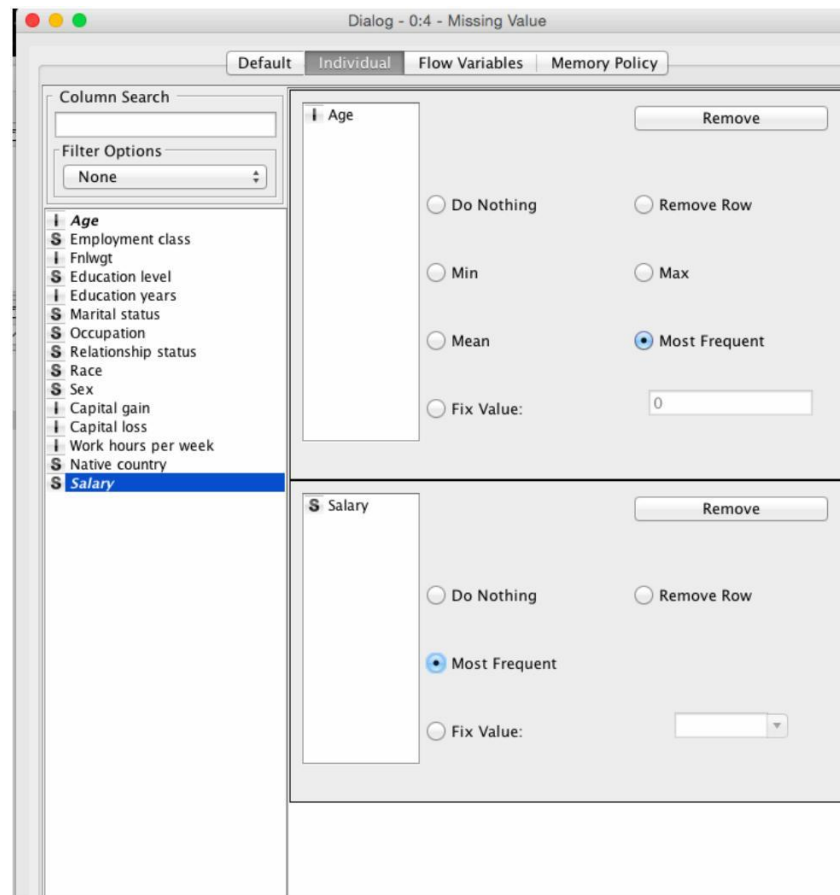 Dialog - 0:4 - Missing Value
Default Individual Flow Variables Memory Policy
Column Search
Filter Options
None
I Age
S Employment class
I Fnlwgt
S Education level
I Education years
S Marital status
S Occupation
S Relationship status
S Race
S Sex
I Capital gain
I Capital loss
I Work hours per week
S Native country
S Salary
I Age
Remove
Do Nothing Remove Row
Min Max
Mean Most Frequent
Fix Value: 0
S Salary
Remove
Do Nothing Remove Row
Most Frequent
Fix Value: